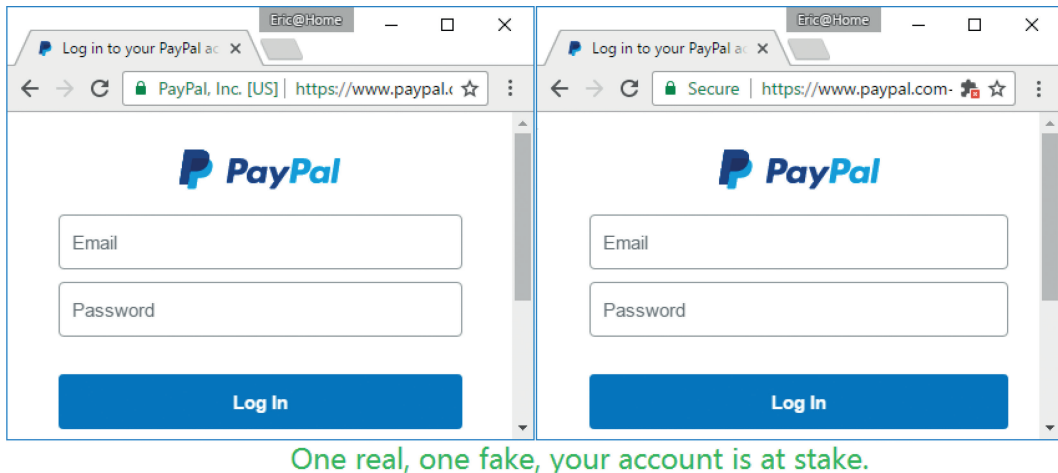 Eric@Home
Log in to your PayPal ac
PayPal, Inc. [US] https://www.paypal.c
PayPal
Email
Password
Log In
Eric@Home
Log in to your PayPal ac
Secure https://www.paypal.com-
PayPal
Email
Password
Log In
One real, one fake, your account is at stake.